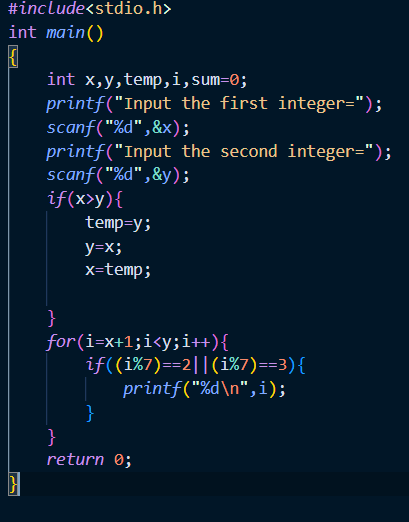 #include<stdio.h>
int main()
{
    int x,y,temp,i,sum=0;
    printf("Input the first integer=");
    scanf("%d",&x);
    printf("Input the second integer=");
    scanf("%d",&y);
    if(x>y){
        temp=y;
        y=x;
        x=temp;
    }
    for(i=x+1;i<y;i++){
        if((i%7)==2||(i%7)==3){
            printf("%d\n",i);
        }
    }
    return 0;
}